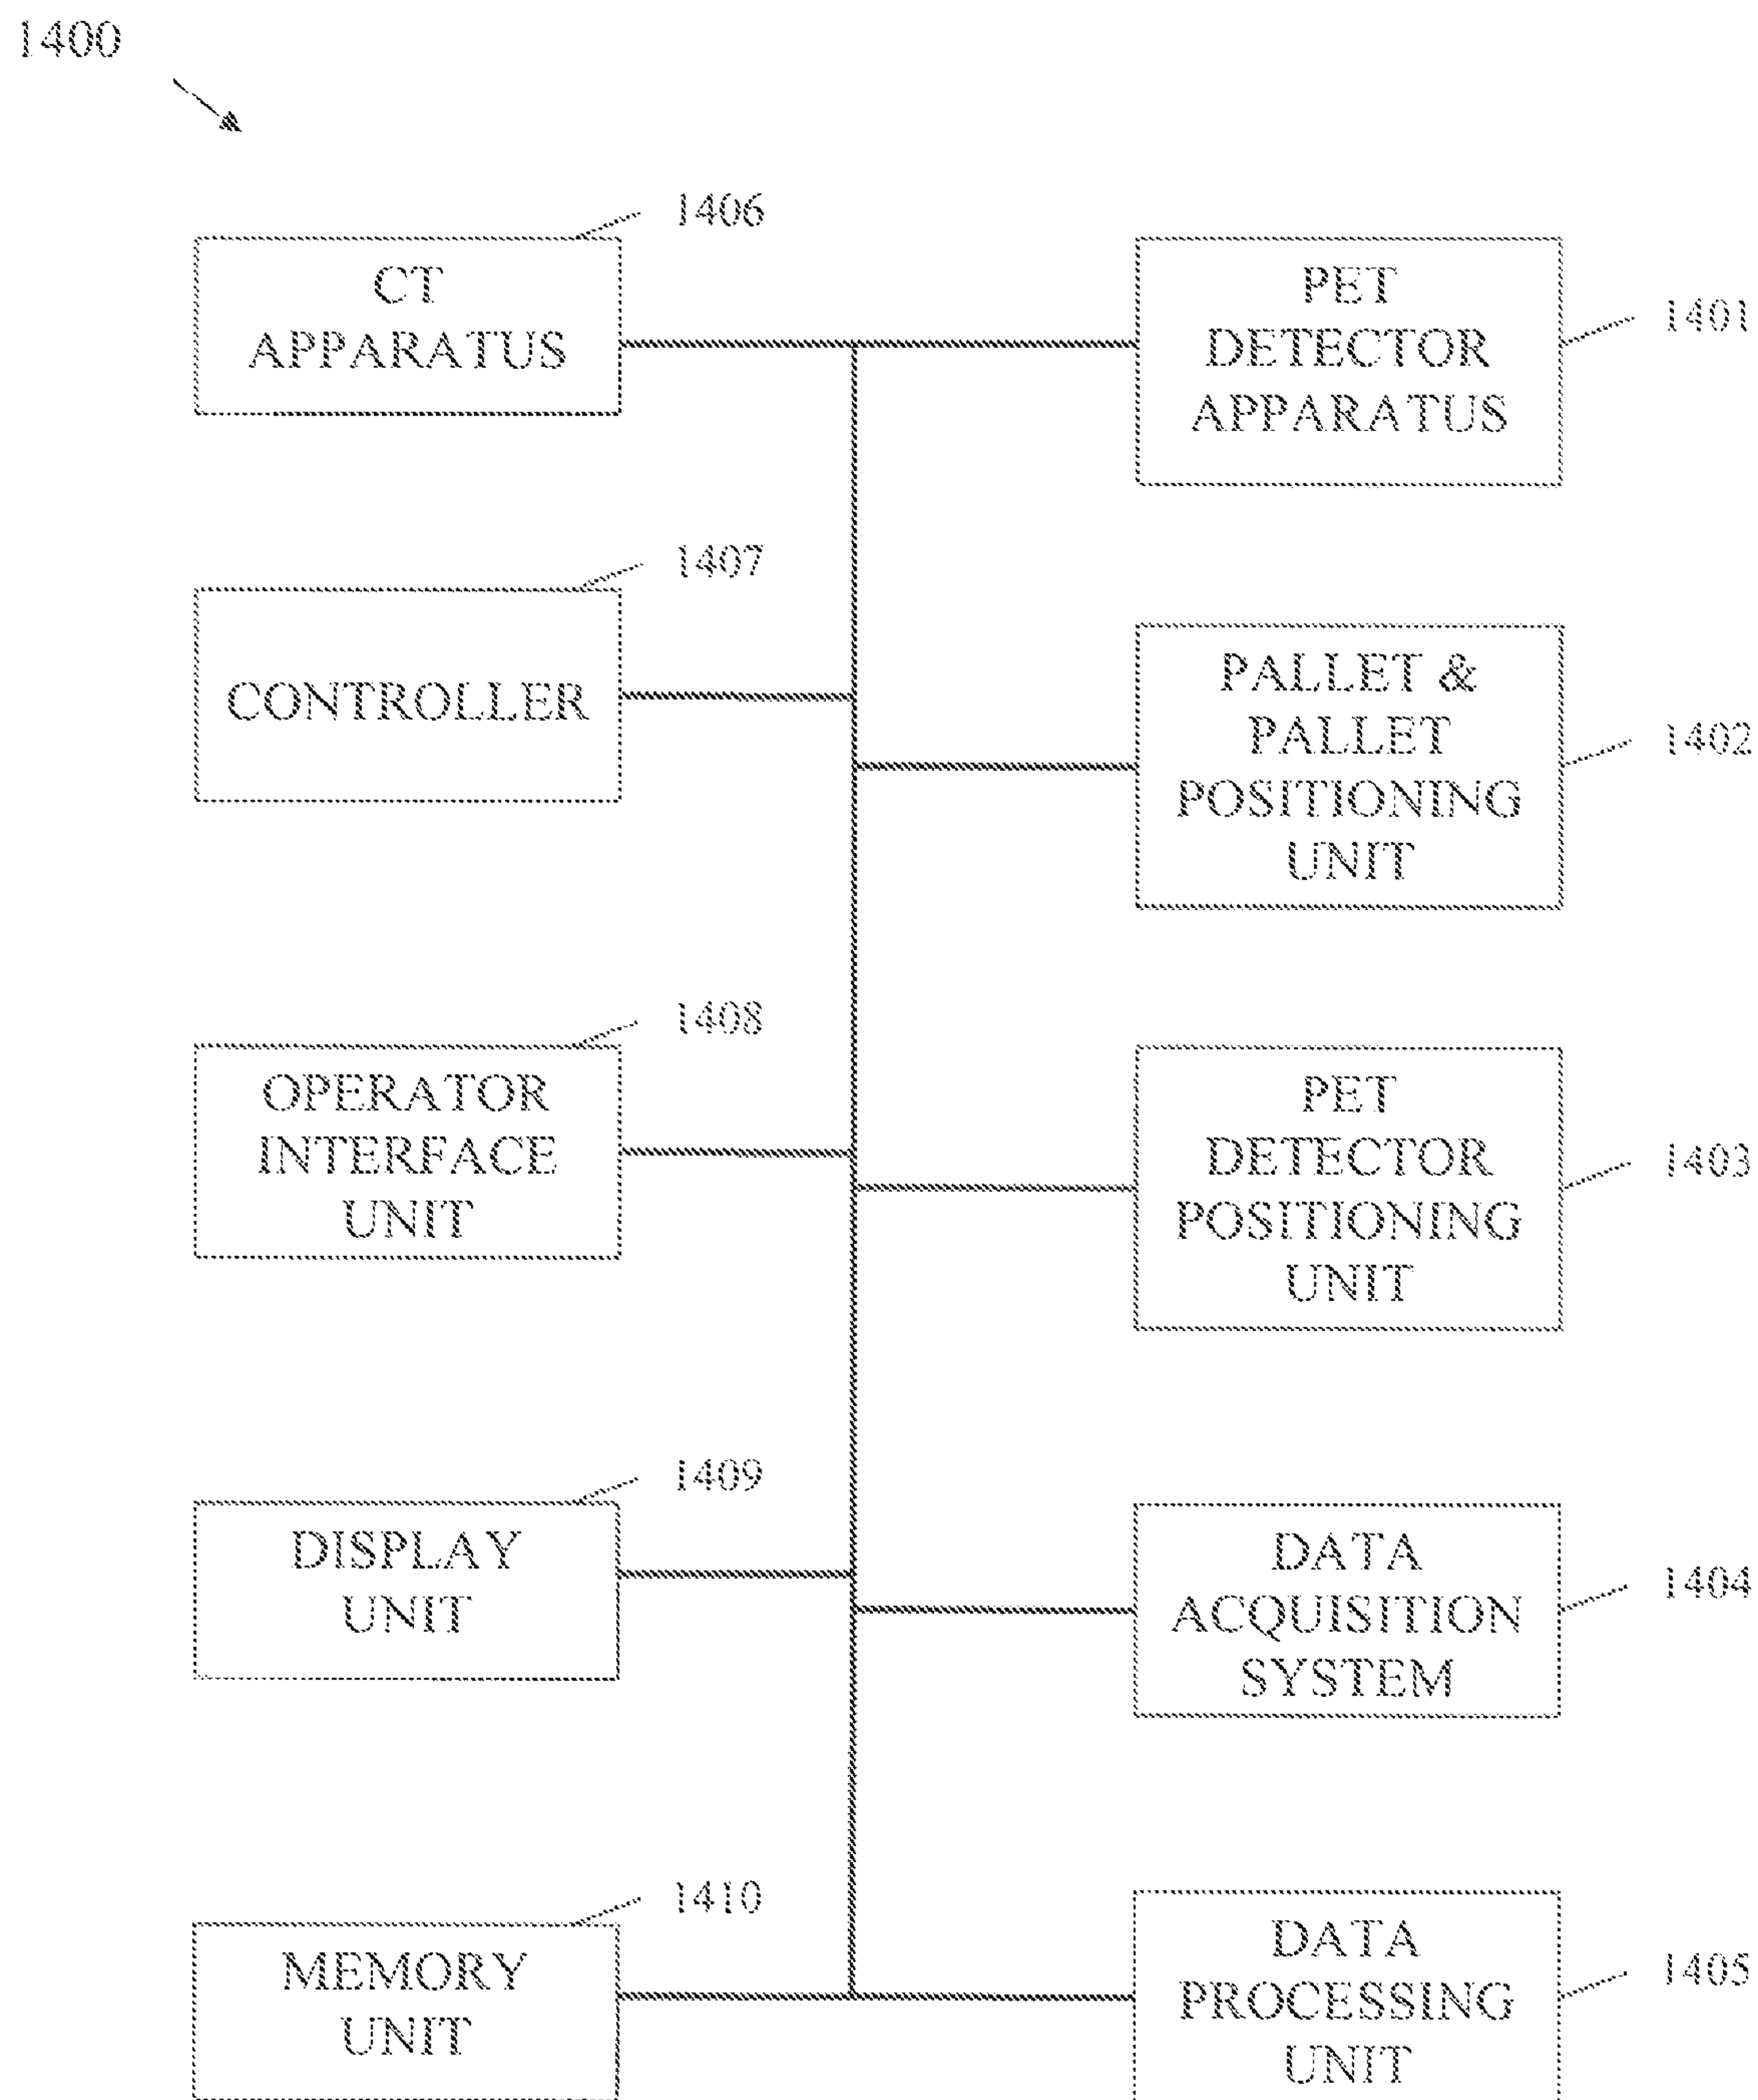 1400
1406
CT
APPARATUS
PET
DETECTOR
APPARATUS
1401
1407
CONTROLLER
PALLET &
PALLET
POSITIONING
UNIT
1402
1408
OPERATOR
INTERFACE
UNIT
PET
DETECTOR
POSITIONING
UNIT
1403
1409
DISPLAY
UNIT
DATA
ACQUISITION
SYSTEM
1404
1410
MEMORY
UNIT
DATA
PROCESSING
UNIT
1405